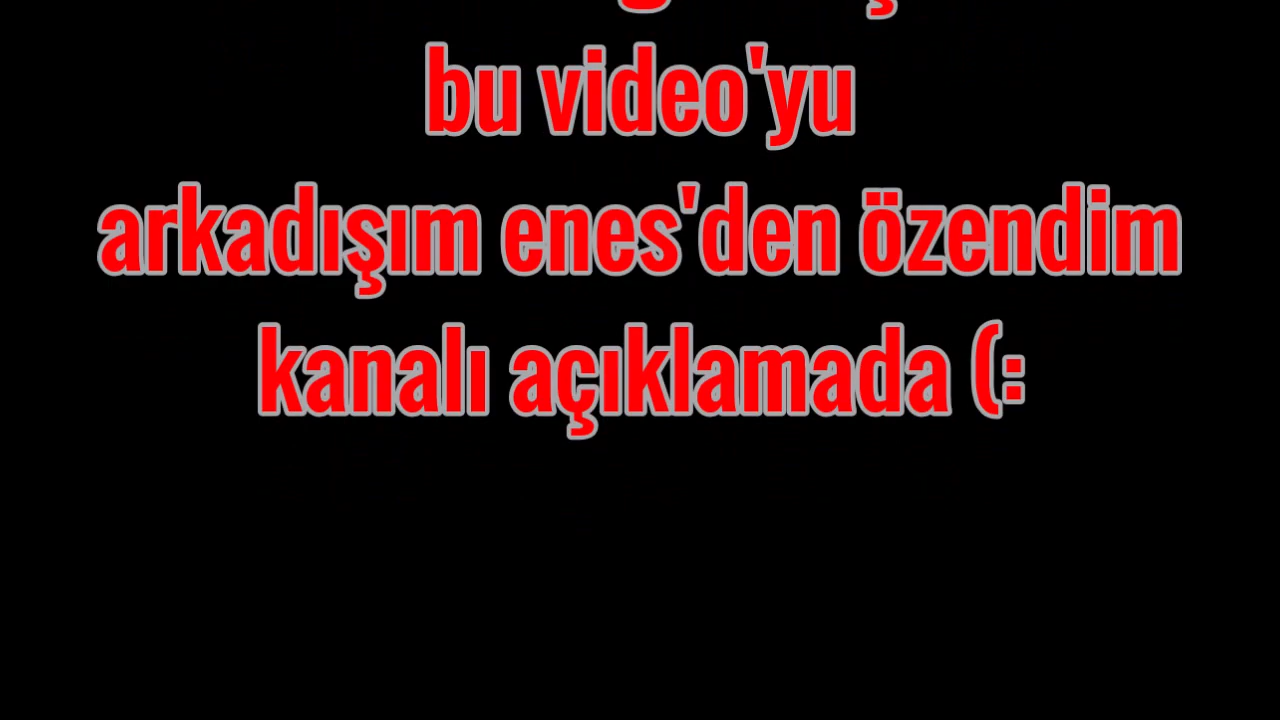 bu video'yu
arkadışım enes'den özendim
kanalı açıklamada (: